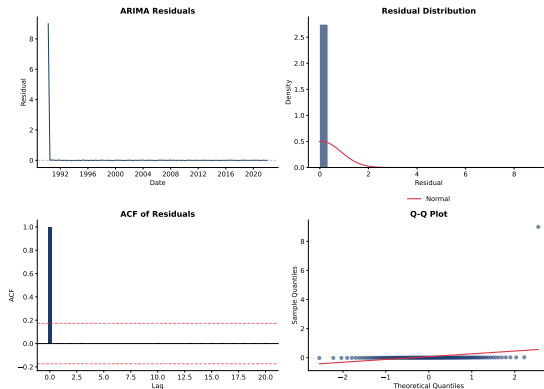 ARIMA Residuals
8
6
4
2
0
Residual
1992 1996 2000 2004 2008 2012 2016 2020
Date
Residual Distribution
2.5
2.0
1.5
1.0
0.5
0.0
Density
0 2 4 6 8
Residual
Normal
ACF of Residuals
1.0
0.8
0.6
0.4
0.2
0.0
−0.2
ACF
0.0 2.5 5.0 7.5 10.0 12.5 15.0 17.5 20.0
Lag
Q-Q Plot
8
6
4
2
0
Sample Quantiles
−2 −1 0 1 2
Theoretical Quantiles